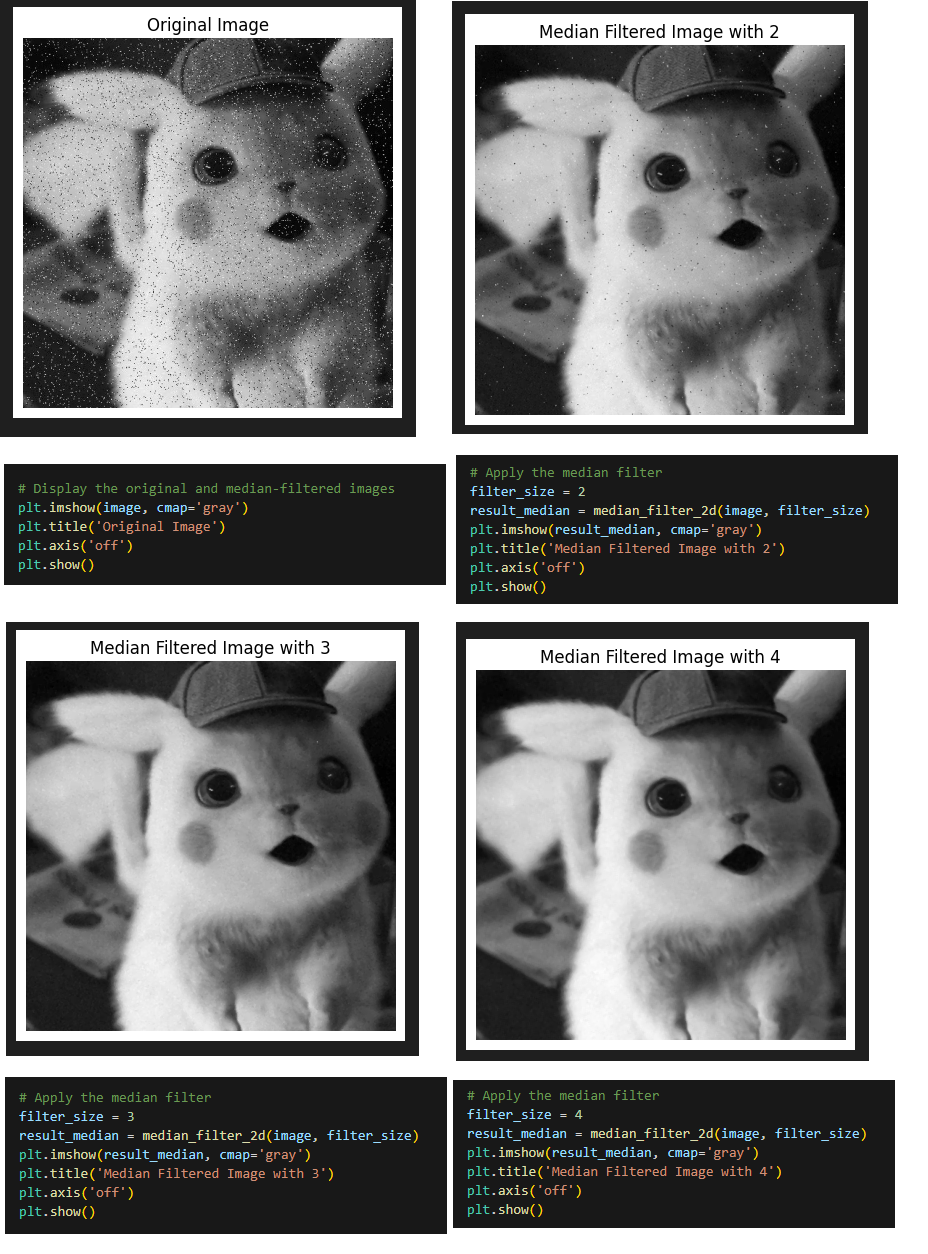 Original Image
Median Filtered Image with 2
# Display the original and median-filtered images
plt.imshow(image, cmap='gray')
plt.title('Original Image')
plt.axis('off')
plt.show()
# Apply the median filter
filter_size = 2
result_median = median_filter_2d(image, filter_size)
plt.imshow(result_median, cmap='gray')
plt.title('Median Filtered Image with 2')
plt.axis('off')
plt.show()
Median Filtered Image with 3
Median Filtered Image with 4
# Apply the median filter
filter_size = 3
result_median = median_filter_2d(image, filter_size)
plt.imshow(result_median, cmap='gray')
plt.title('Median Filtered Image with 3')
plt.axis('off')
plt.show()
# Apply the median filter
filter_size = 4
result_median = median_filter_2d(image, filter_size)
plt.imshow(result_median, cmap='gray')
plt.title('Median Filtered Image with 4')
plt.axis('off')
plt.show()